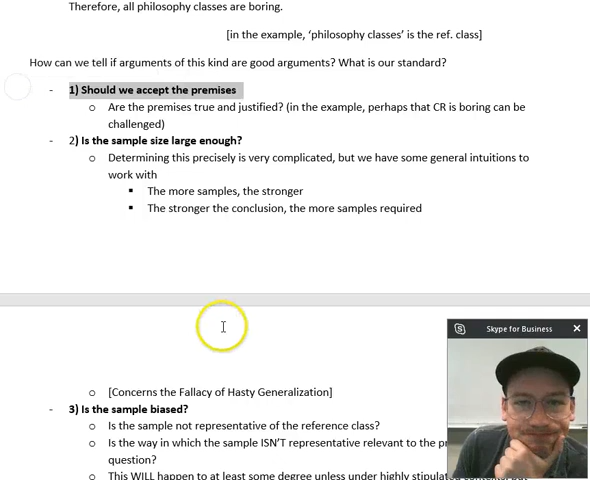 Therefore, all philosophy classes are boring.
[in the example, ‘philosophy classes’ is the ref. class]
How can we tell if arguments of this kind are good arguments? What is our standard?
- 1) Should we accept the premises
o Are the premises true and justified? (in the example, perhaps that CR is boring can be
challenged)
- 2) Is the sample size large enough?
o Determining this precisely is very complicated, but we have some general intuitions to
work with
▪ The more samples, the stronger
▪ The stronger the conclusion, the more samples required
Skype for Business
o [Concerns the Fallacy of Hasty Generalization]
- 3) Is the sample biased?
o Is the sample not representative of the reference class?
o Is the way in which the sample ISN’T representative relevant to the
question?
o This WILL happen to at least some degree unless under highly stipulated